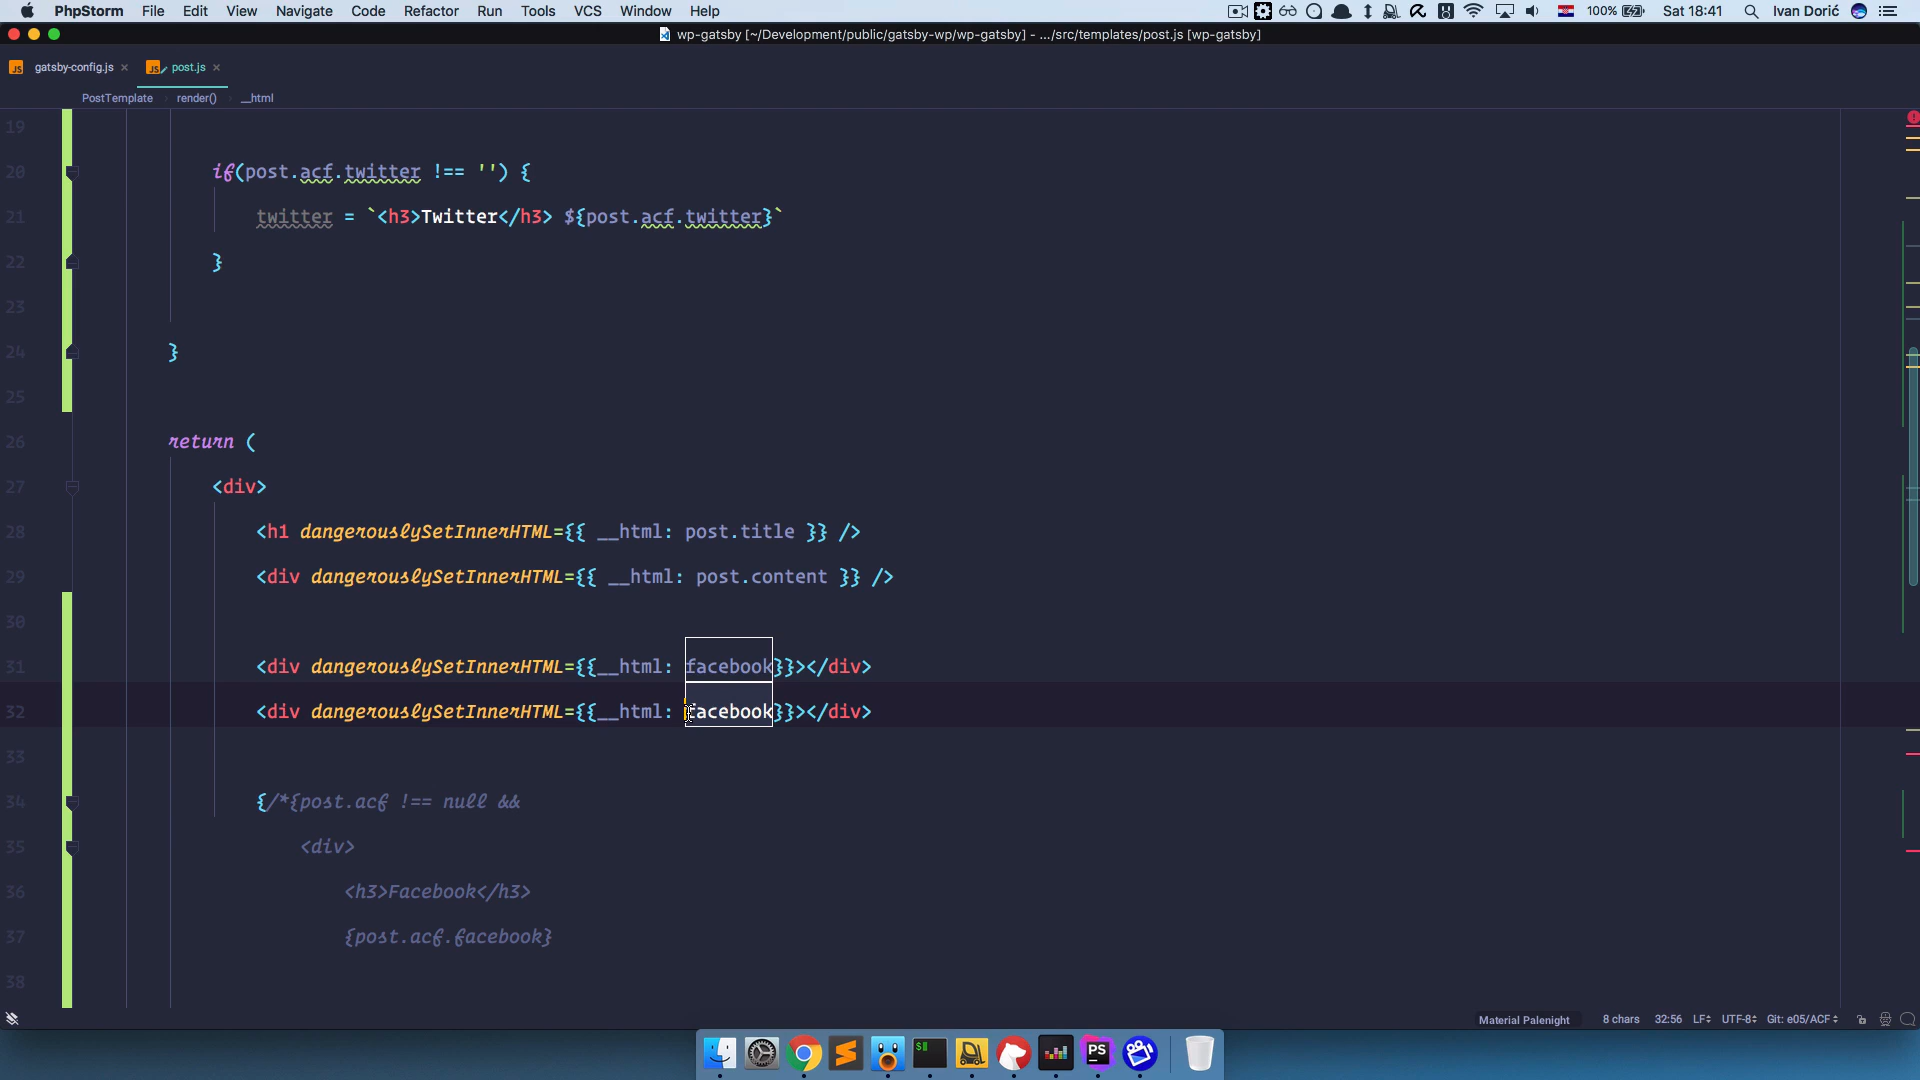 PhpStorm File Edit View Navigate Code Refactor Run Tools VCS Window Help 100% Sat 18:41 Ivan Dorić
wp-gatsby [~/Development/public/gatsby-wp/wp-gatsby] - .../src/templates/post.js [wp-gatsby]
JS gatsby-config.js × JS post.js ×
PostTemplate render() __html
19
20 if(post.acf.twitter !== '') {
21 twitter = `<h3>Twitter</h3> ${post.acf.twitter}`
22 }
23
24 }
25
26 return (
27 <div>
28 <h1 dangerouslySetInnerHTML={{ __html: post.title }} />
29 <div dangerouslySetInnerHTML={{ __html: post.content }} />
30
31 <div dangerouslySetInnerHTML={{__html: facebook}}></div>
32 <div dangerouslySetInnerHTML={{__html: facebook}}></div>
33
34 {/*{post.acf !== null &&
35 <div>
36 <h3>Facebook</h3>
37 {post.acf.facebook}
38
Material Palenight 8 chars 32:56 LF UTF-8 Git: e05/ACF
$
PS